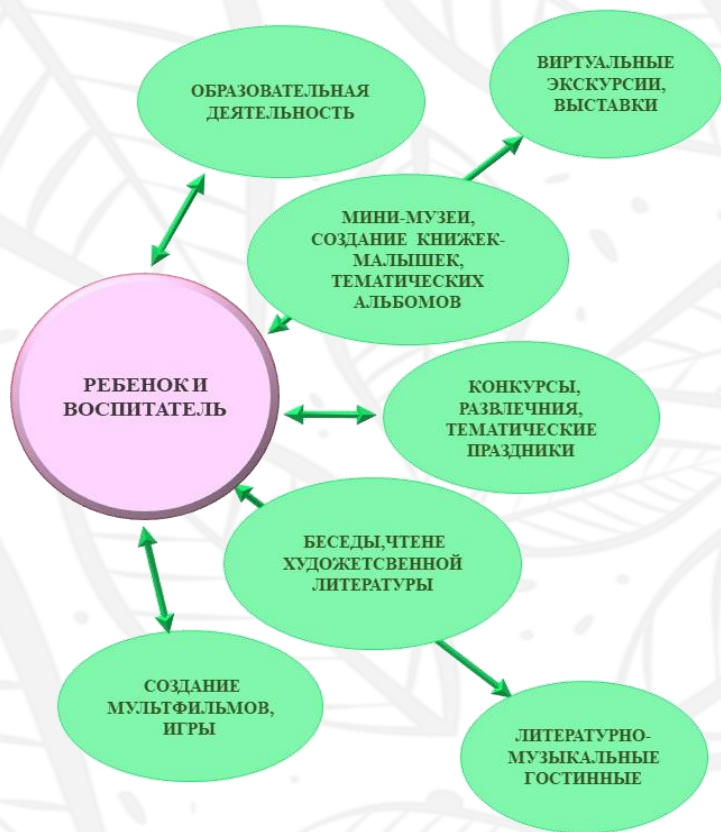 ОБРАЗОВАТЕЛЬНАЯ
ДЕЯТЕЛЬНОСТЬ
ВИРТУАЛЬНЫЕ
ЭКСКУРСИИ,
ВЫСТАВКИ
МИНИ-МУЗЕИ,
СОЗДАНИЕ КНИЖЕК-
МАЛЫШЕК,
ТЕМАТИЧЕСКИХ
АЛЬБОМОВ
РЕБЕНОК И
ВОСПИТАТЕЛЬ
КОНКУРСЫ,
РАЗВЛЕЧНИЯ,
ТЕМАТИЧЕСКИЕ
ПРАЗДНИКИ
БЕСЕДЫ,ЧТЕНЕ
ХУДОЖЕТСВЕННОЙ
ЛИТЕРАТУРЫ
СОЗДАНИЕ
МУЛЬТФИЛЬМОВ,
ИГРЫ
ЛИТЕРАТУРНО-
МУЗЫКАЛЬНЫЕ
ГОСТИННЫЕ